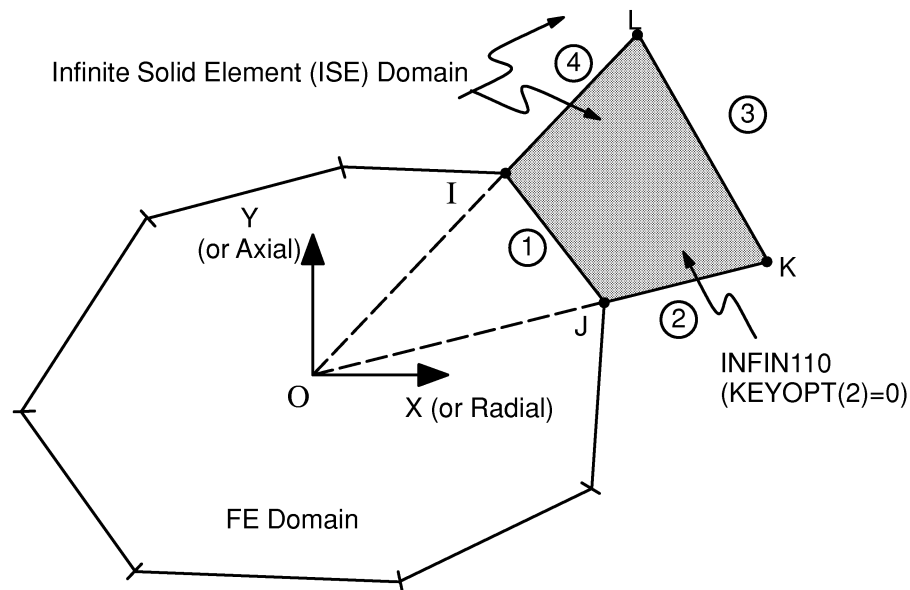 L
4
Infinite Solid Element (ISE) Domain
3
I
Y
(or Axial)
1
K
J
2
INFIN110
(KEYOPT(2)=0)
O
X (or Radial)
FE Domain